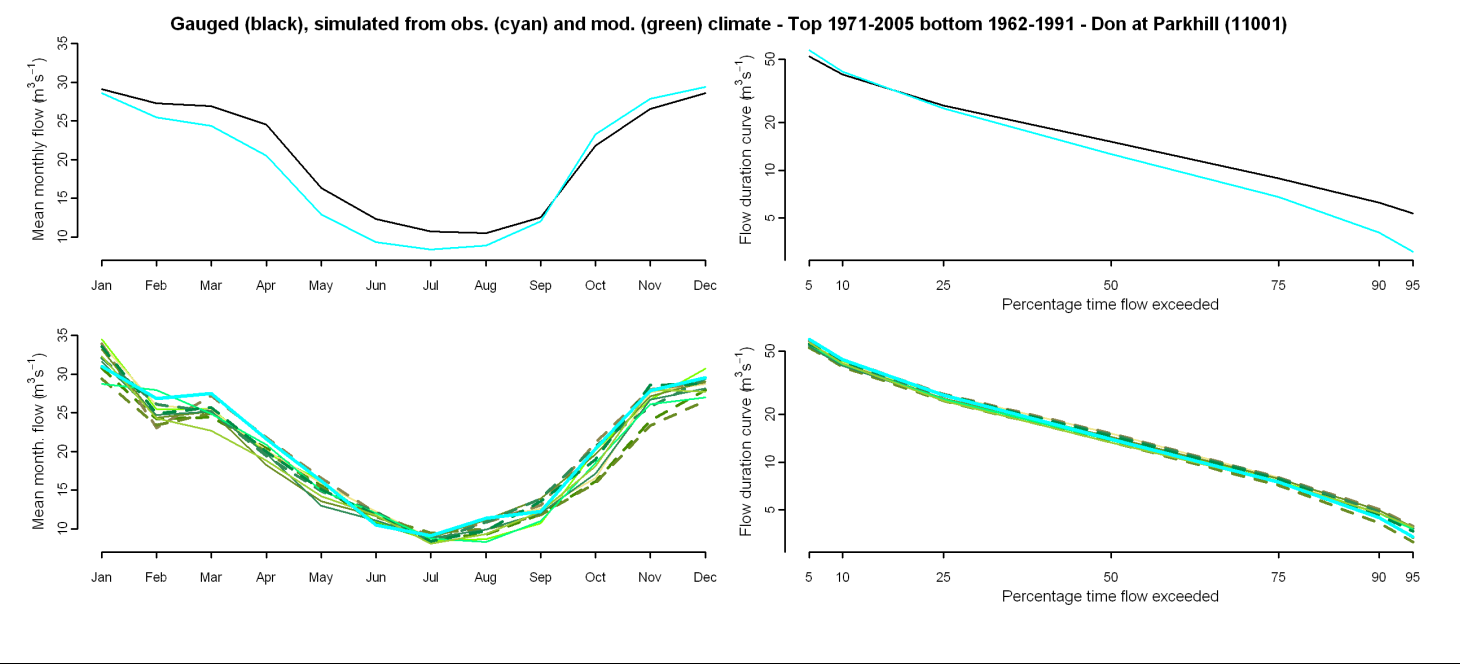 Gauged (black), simulated from obs. (cyan) and mod. (green) climate - Top 1971-2005 bottom 1962-1991 - Don at Parkhill (11001)
Mean monthly flow (m³s⁻¹)
35
30
25
20
15
10
Jan Feb Mar Apr May Jun Jul Aug Sep Oct Nov Dec
Flow duration curve (m³s⁻¹)
50
20
10
5
5 10 25 50 75 90 95
Percentage time flow exceeded
Mean month. flow (m³s⁻¹)
35
30
25
20
15
10
Jan Feb Mar Apr May Jun Jul Aug Sep Oct Nov Dec
Flow duration curve (m³s⁻¹)
50
20
10
5
5 10 25 50 75 90 95
Percentage time flow exceeded